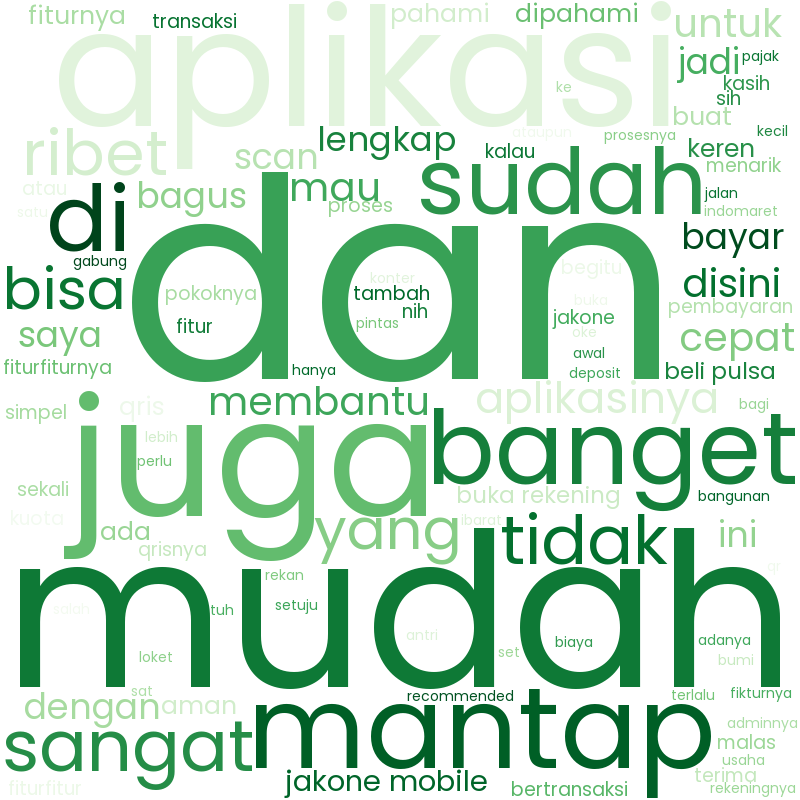 fiturnya
transaksi
pahami
dipahami
untuk
aplikasi
jadi
pajak
kasih
ke
sih
buat
ataupun
prosesnya
kecil
ribet
lengkap
scan
kalau
keren
menarik
sudah
atau
bagus
mau
proses
jalan
satu
indomaret
di
dan
bayar
gabung
bisa
begitu
konter
pokoknya
tambah
buka
disini
nih
pembayaran
fitur
pintas
jakone
oke
saya
cepat
awal
fiturfiturnya
hanya
deposit
beli pulsa
simpel
qris
membantu
aplikasinya
bagi
juga
banget
lebih
perlu
sekali
buka rekening
bangunan
kuota
ada
yang
ibarat
tidak
ini
qrisnya
qr
mudah
rekan
salah
tuh
setuju
antri
biaya
adanya
loket
set
bumi
sat
recommended
terlalu
fikturnya
dengan
aman
mantap
adminnya
sangat
malas
usaha
terima
jakone mobile
bertransaksi
rekeningnya
fiturfitur